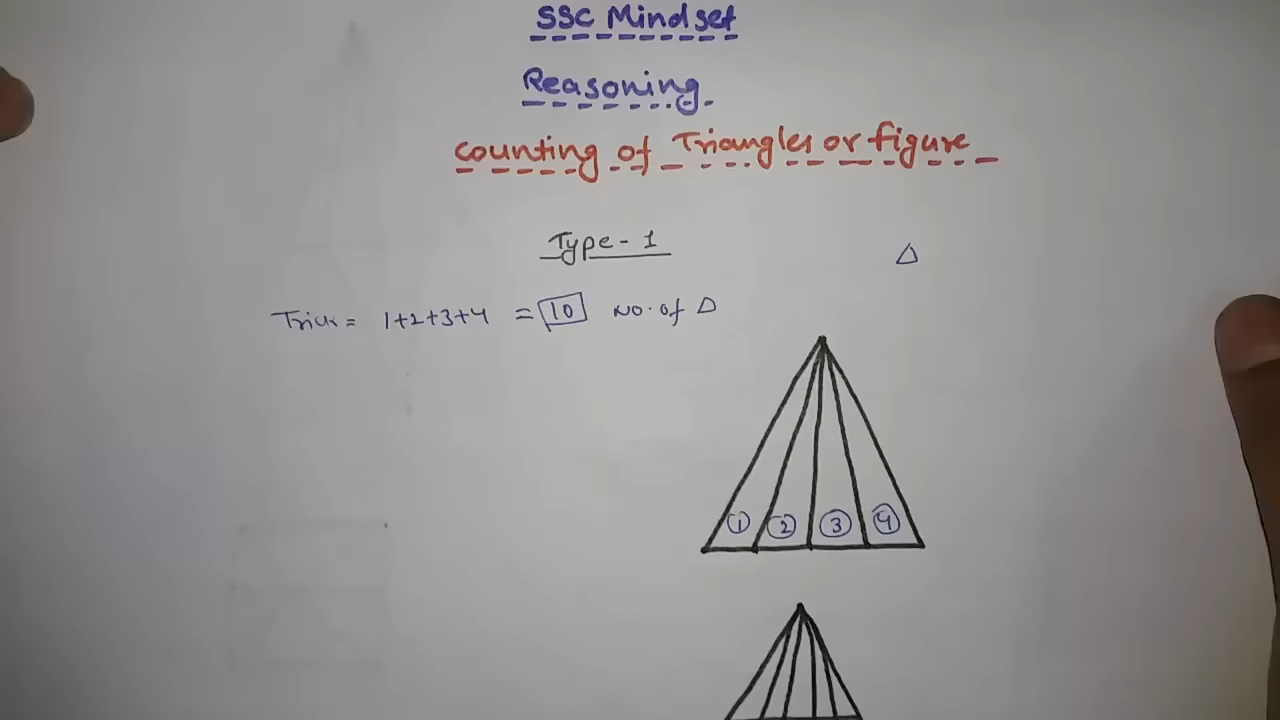 SSC Mindset
Reasoning.
Counting of Triangles or figure
Type-1
Δ
Trick = 1+2+3+4 = 10 No. of Δ
① ② ③ ④